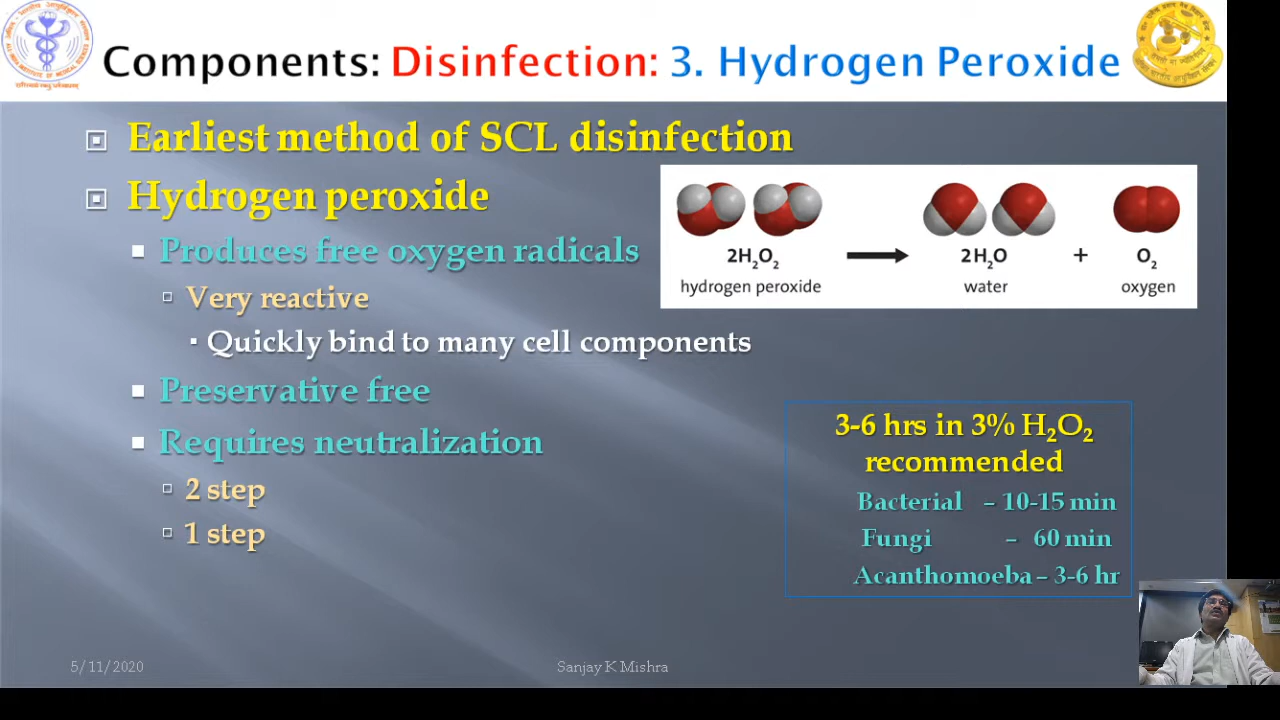 Components: Disinfection: 3. Hydrogen Peroxide
Earliest method of SCL disinfection
Hydrogen peroxide
Produces free oxygen radicals
Very reactive
Quickly bind to many cell components
Preservative free
Requires neutralization
2 step
1 step
2H₂O₂ → 2H₂O + O₂
hydrogen peroxide water oxygen
3-6 hrs in 3% H₂O₂
recommended
Bacterial – 10-15 min
Fungi – 60 min
Acanthomoeba – 3-6 hr
5/11/2020
Sanjay K Mishra